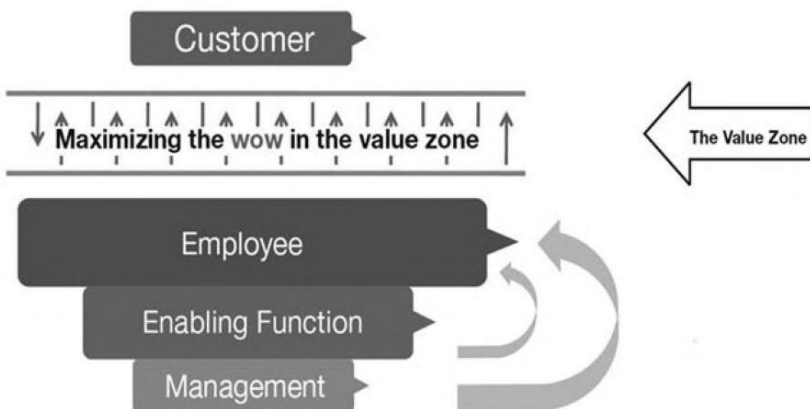 Customer
Maximizing the wow in the value zone
The Value Zone
Employee
Enabling Function
Management